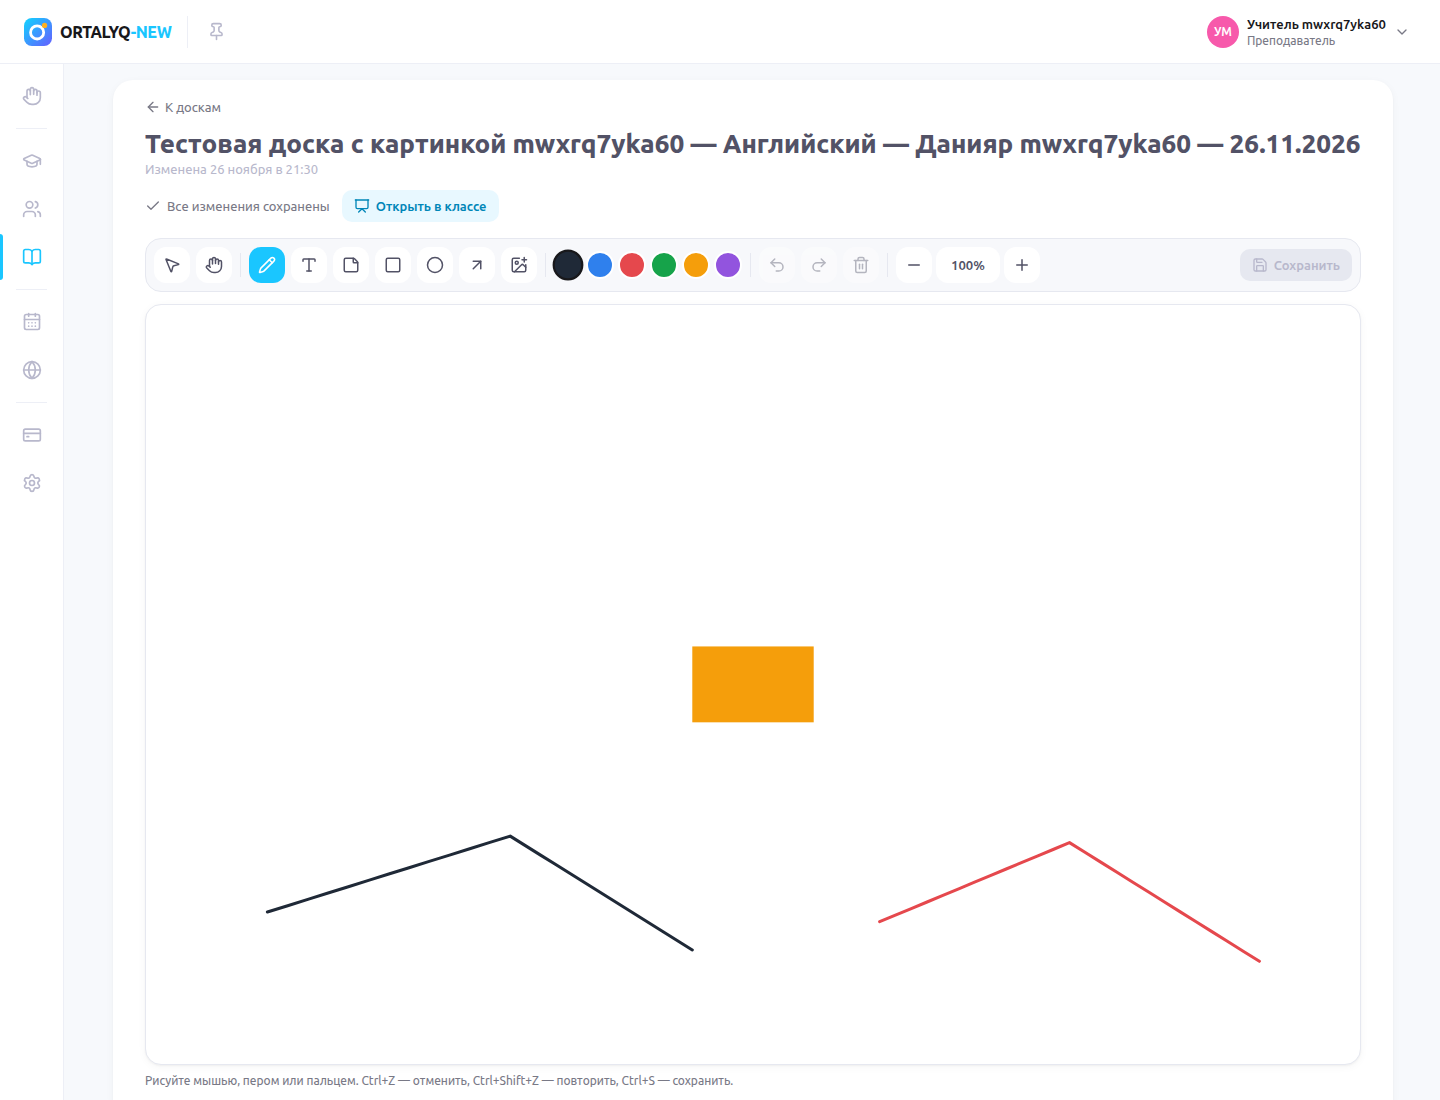 ORTALYQ-NEW
УМ
Учитель mwxrq7yka60
Преподаватель
К доскам
Тестовая доска с картинкой mwxrq7yka60 — Английский — Данияр mwxrq7yka60 — 26.11.2026
Изменена 26 ноября в 21:30
Все изменения сохранены
Открыть в классе
100%
Сохранить
Рисуйте мышью, пером или пальцем. Ctrl+Z — отменить, Ctrl+Shift+Z — повторить, Ctrl+S — сохранить.